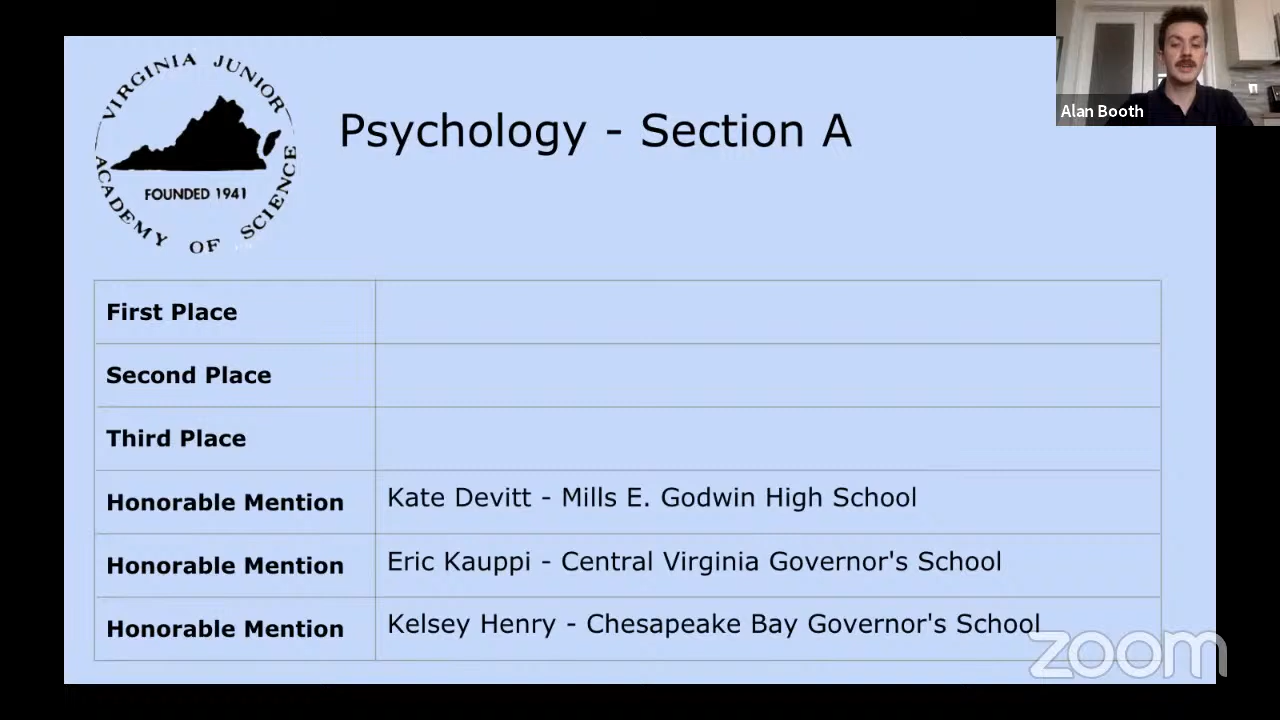 VIRGINIA JUNIOR
ACADEMY OF SCIENCE
FOUNDED 1941
Psychology - Section A
Alan Booth
First Place
Second Place
Third Place
Honorable Mention Kate Devitt - Mills E. Godwin High School
Honorable Mention Eric Kauppi - Central Virginia Governor's School
Honorable Mention Kelsey Henry - Chesapeake Bay Governor's School
zoom